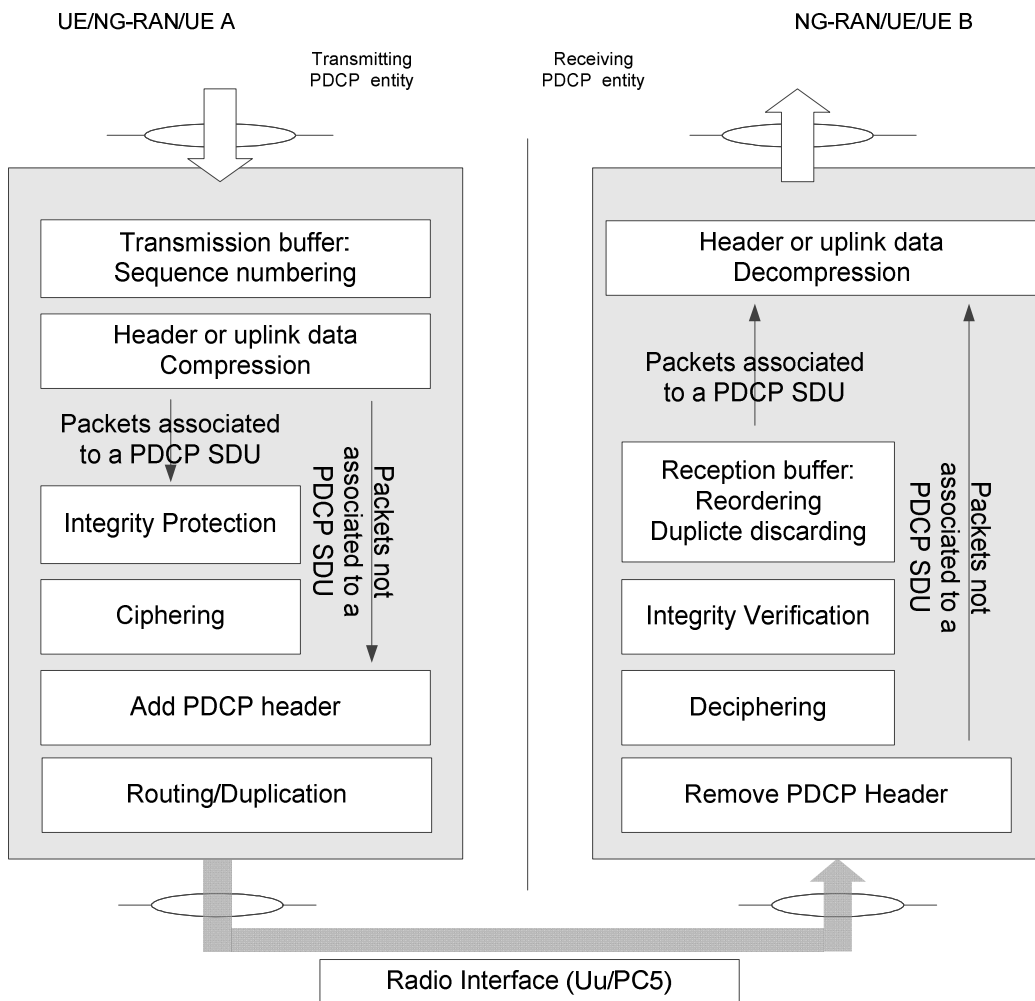 UE/NG-RAN/UE A
NG-RAN/UE/UE B
Transmitting
PDCP entity
Receiving
PDCP entity
Transmission buffer:
Sequence numbering
Header or uplink data
Compression
Packets associated
to a PDCP SDU
Packets not
associated to a
PDCP SDU
Integrity Protection
Ciphering
Add PDCP header
Routing/Duplication
Header or uplink data
Decompression
Packets associated
to a PDCP SDU
Packets not
associated to a
PDCP SDU
Reception buffer:
Reordering
Duplicte discarding
Integrity Verification
Deciphering
Remove PDCP Header
Radio Interface (Uu/PC5)